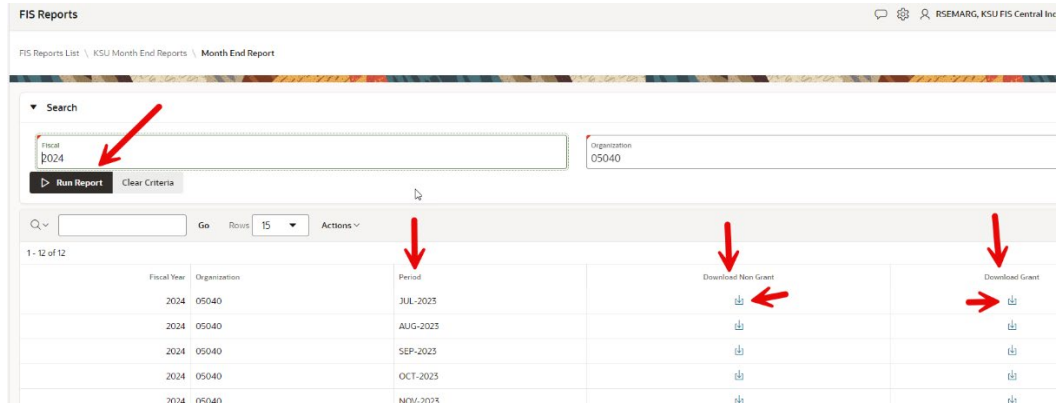 FIS Reports
RSEMARG, KSU FIS Central Inc
FIS Reports List \ KSU Month End Reports \ Month End Report
Search
Fiscal Organization
2024 05040
Run Report Clear Criteria
Go Rows 15 Actions
1 - 12 of 12
Fiscal Year Organization Period Download Non Grant Download Grant
2024 05040 JUL-2023
2024 05040 AUG-2023
2024 05040 SEP-2023
2024 05040 OCT-2023
2024 05040 NOV-2023